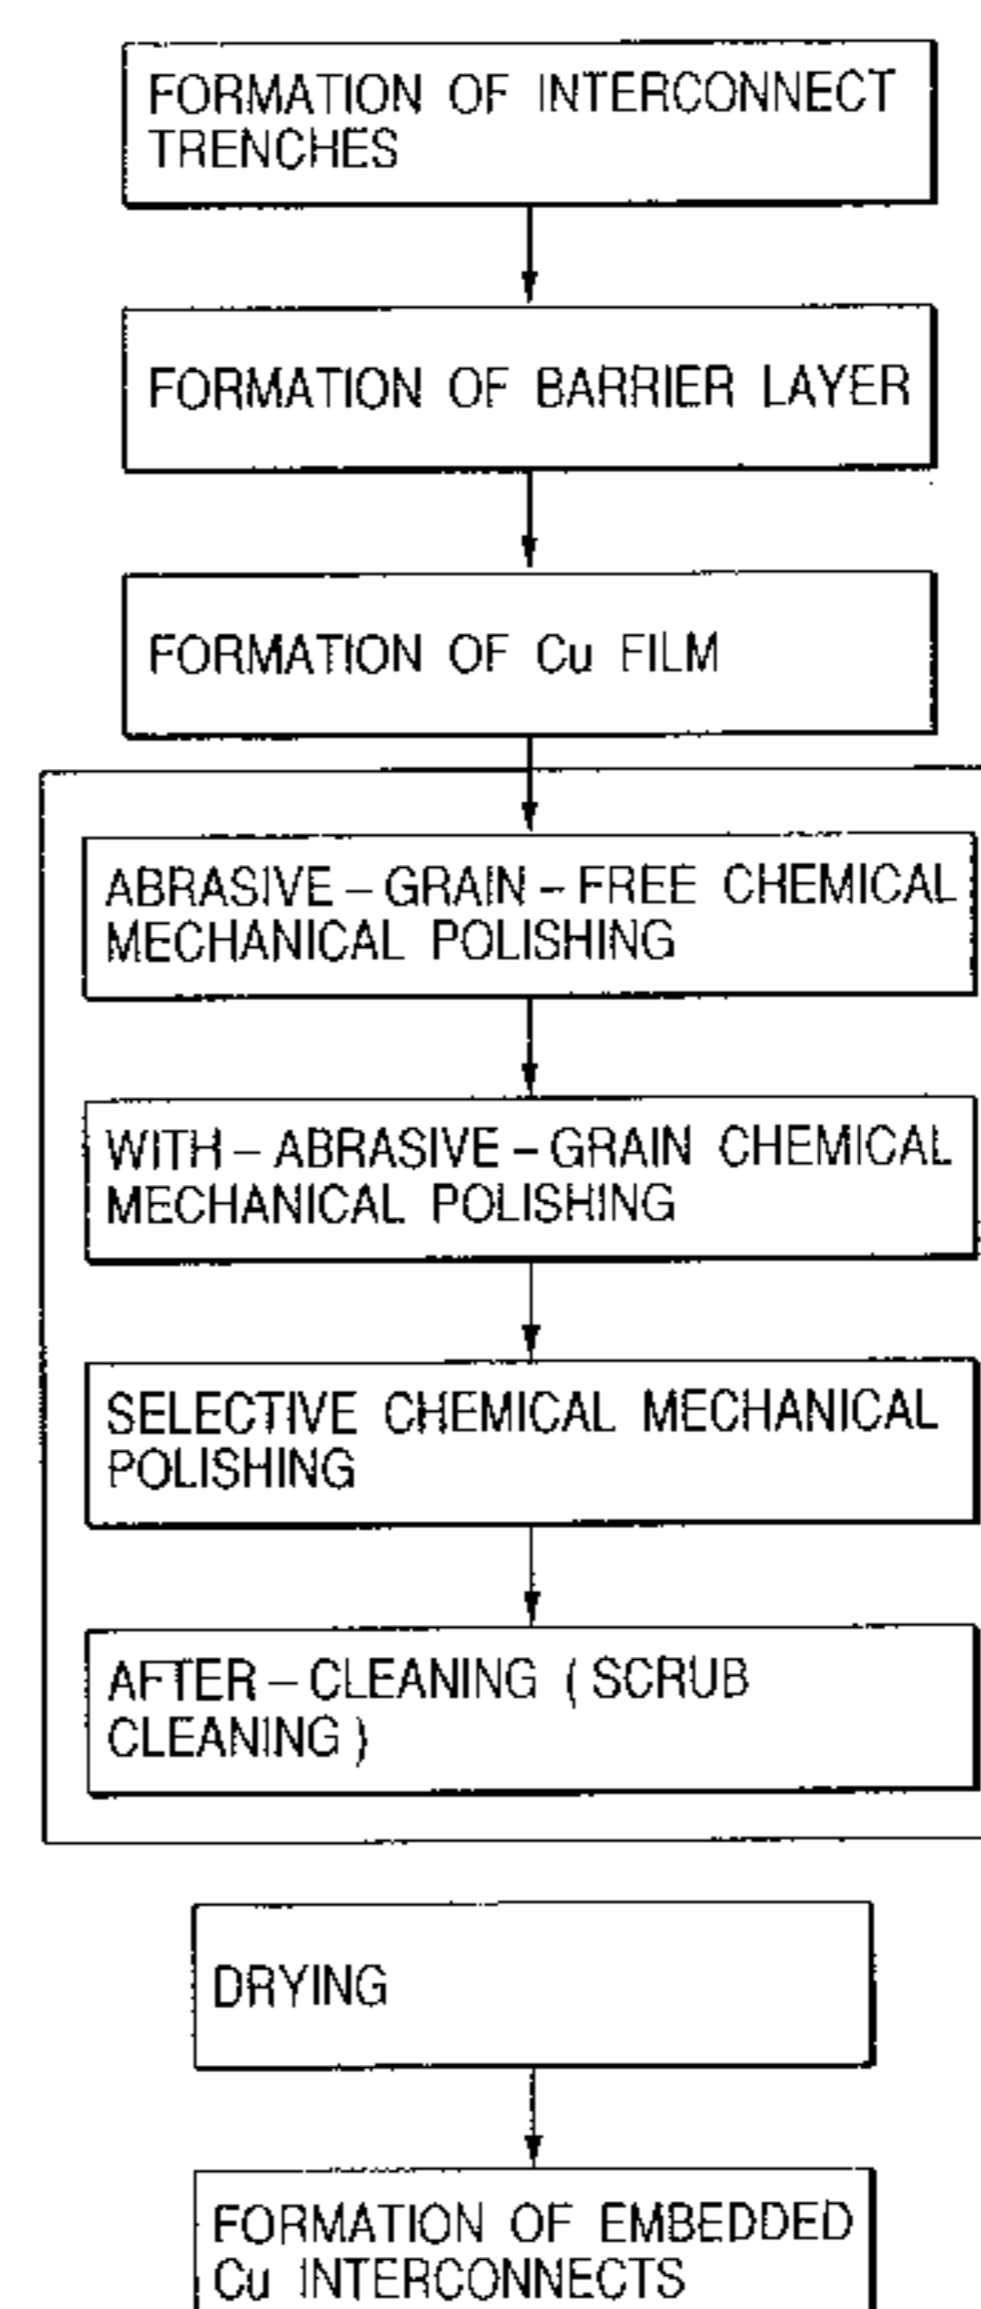 FORMATION OF INTERCONNECT
TRENCHES
FORMATION OF BARRIER LAYER
FORMATION OF Cu FILM
ABRASIVE-GRAIN-FREE CHEMICAL
MECHANICAL POLISHING
WITH-ABRASIVE-GRAIN CHEMICAL
MECHANICAL POLISHING
SELECTIVE CHEMICAL MECHANICAL
POLISHING
AFTER-CLEANING (SCRUB
CLEANING)
DRYING
FORMATION OF EMBEDDED
Cu INTERCONNECTS